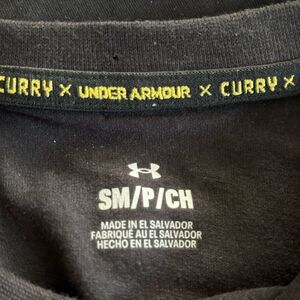 CURRY X UNDER ARMOUR X CURRY X
SM/P/CH
MADE IN EL SALVADOR
FABRIQUÉ AU EL SALVADOR
HECHO EN EL SALVADOR